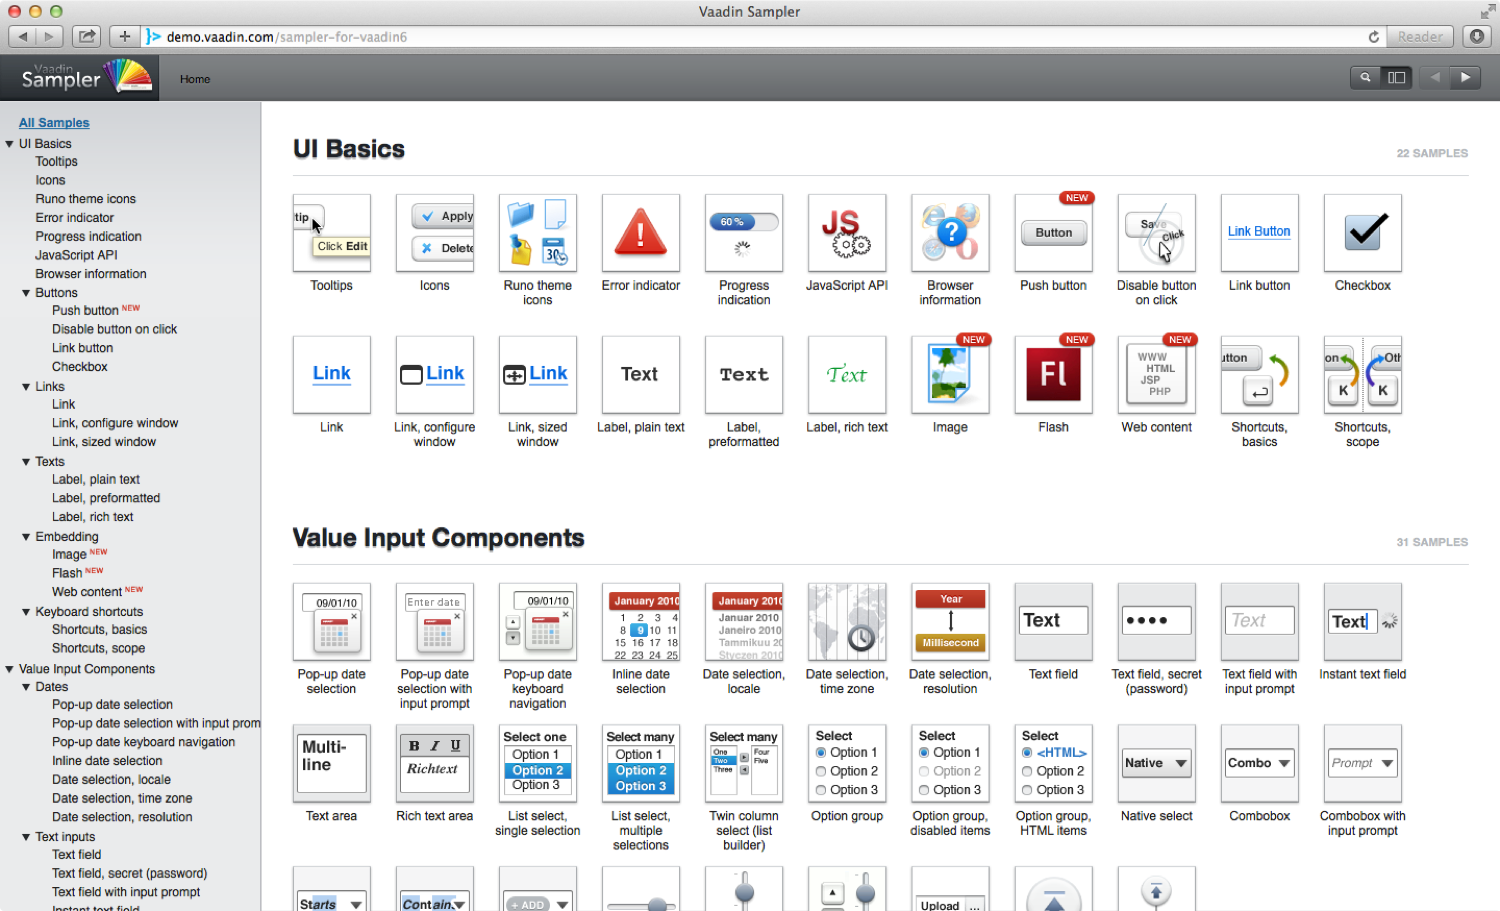 Vaadin Sampler
demo.vaadin.com/sampler-for-vaadin6
Reader
Vaadin
Sampler
Home
All Samples
UI Basics
Tooltips
Icons
Runo theme icons
Error indicator
Progress indication
JavaScript API
Browser information
Buttons
Push button NEW
Disable button on click
Link button
Checkbox
Links
Link
Link, configure window
Link, sized window
Texts
Label, plain text
Label, preformatted
Label, rich text
Embedding
Image NEW
Flash NEW
Web content NEW
Keyboard shortcuts
Shortcuts, basics
Shortcuts, scope
Value Input Components
Dates
Pop-up date selection
Pop-up date selection with input prom
Pop-up date keyboard navigation
Inline date selection
Date selection, locale
Date selection, time zone
Date selection, resolution
Text inputs
Text field
Text field, secret (password)
Text field with input prompt
Instant text field
UI Basics
22 SAMPLES
tip
Click Edit
Tooltips
Apply
Delete
Icons
30
Runo theme
icons
Error indicator
60 %
Progress
indication
JS
JavaScript API
?
Browser
information
NEW
Button
Push button
Save
Click
Disable button
on click
Link Button
Link button
Checkbox
Link
Link
Link
Link, configure
window
Link
Link, sized
window
Text
Label, plain text
Text
Label,
preformatted
Text
Label, rich text
NEW
Image
NEW
Fl
Flash
NEW
WWW
HTML
JSP
PHP
Web content
utton
Shortcuts,
basics
on
Oth
K
K
Shortcuts,
scope
Value Input Components
31 SAMPLES
09/01/10
Pop-up date
selection
Enter date
Pop-up date
selection with
input prompt
09/01/10
Pop-up date
keyboard
navigation
January 2010
1 2 3 4
8 9 10 11
15 16 17 18
22 23 24 25
Inline date
selection
January 2010
Januar 2010
Janeiro 2010
Tammikuu 20
Styczen 2010
Date selection,
locale
Date selection,
time zone
Year
Millisecond
Date selection,
resolution
Text
Text field
Text field, secret
(password)
Text
Text field with
input prompt
Text
Instant text field
Multi-
line
Text area
B I U
Richtext
Rich text area
Select one
Option 1
Option 2
Option 3
List select,
single selection
Select many
Option 1
Option 2
Option 3
List select,
multiple
selections
Select many
One
Two
Three
Four
Five
Twin column
select (list
builder)
Select
Option 1
Option 2
Option 3
Option group
Select
Option 1
Option 2
Option 3
Option group,
disabled items
Select
<HTML>
Option 2
Option 3
Option group,
HTML items
Native
Native select
Combo
Combobox
Prompt
Combobox with
input prompt
Starts
Contains
+ ADD
Upload ...